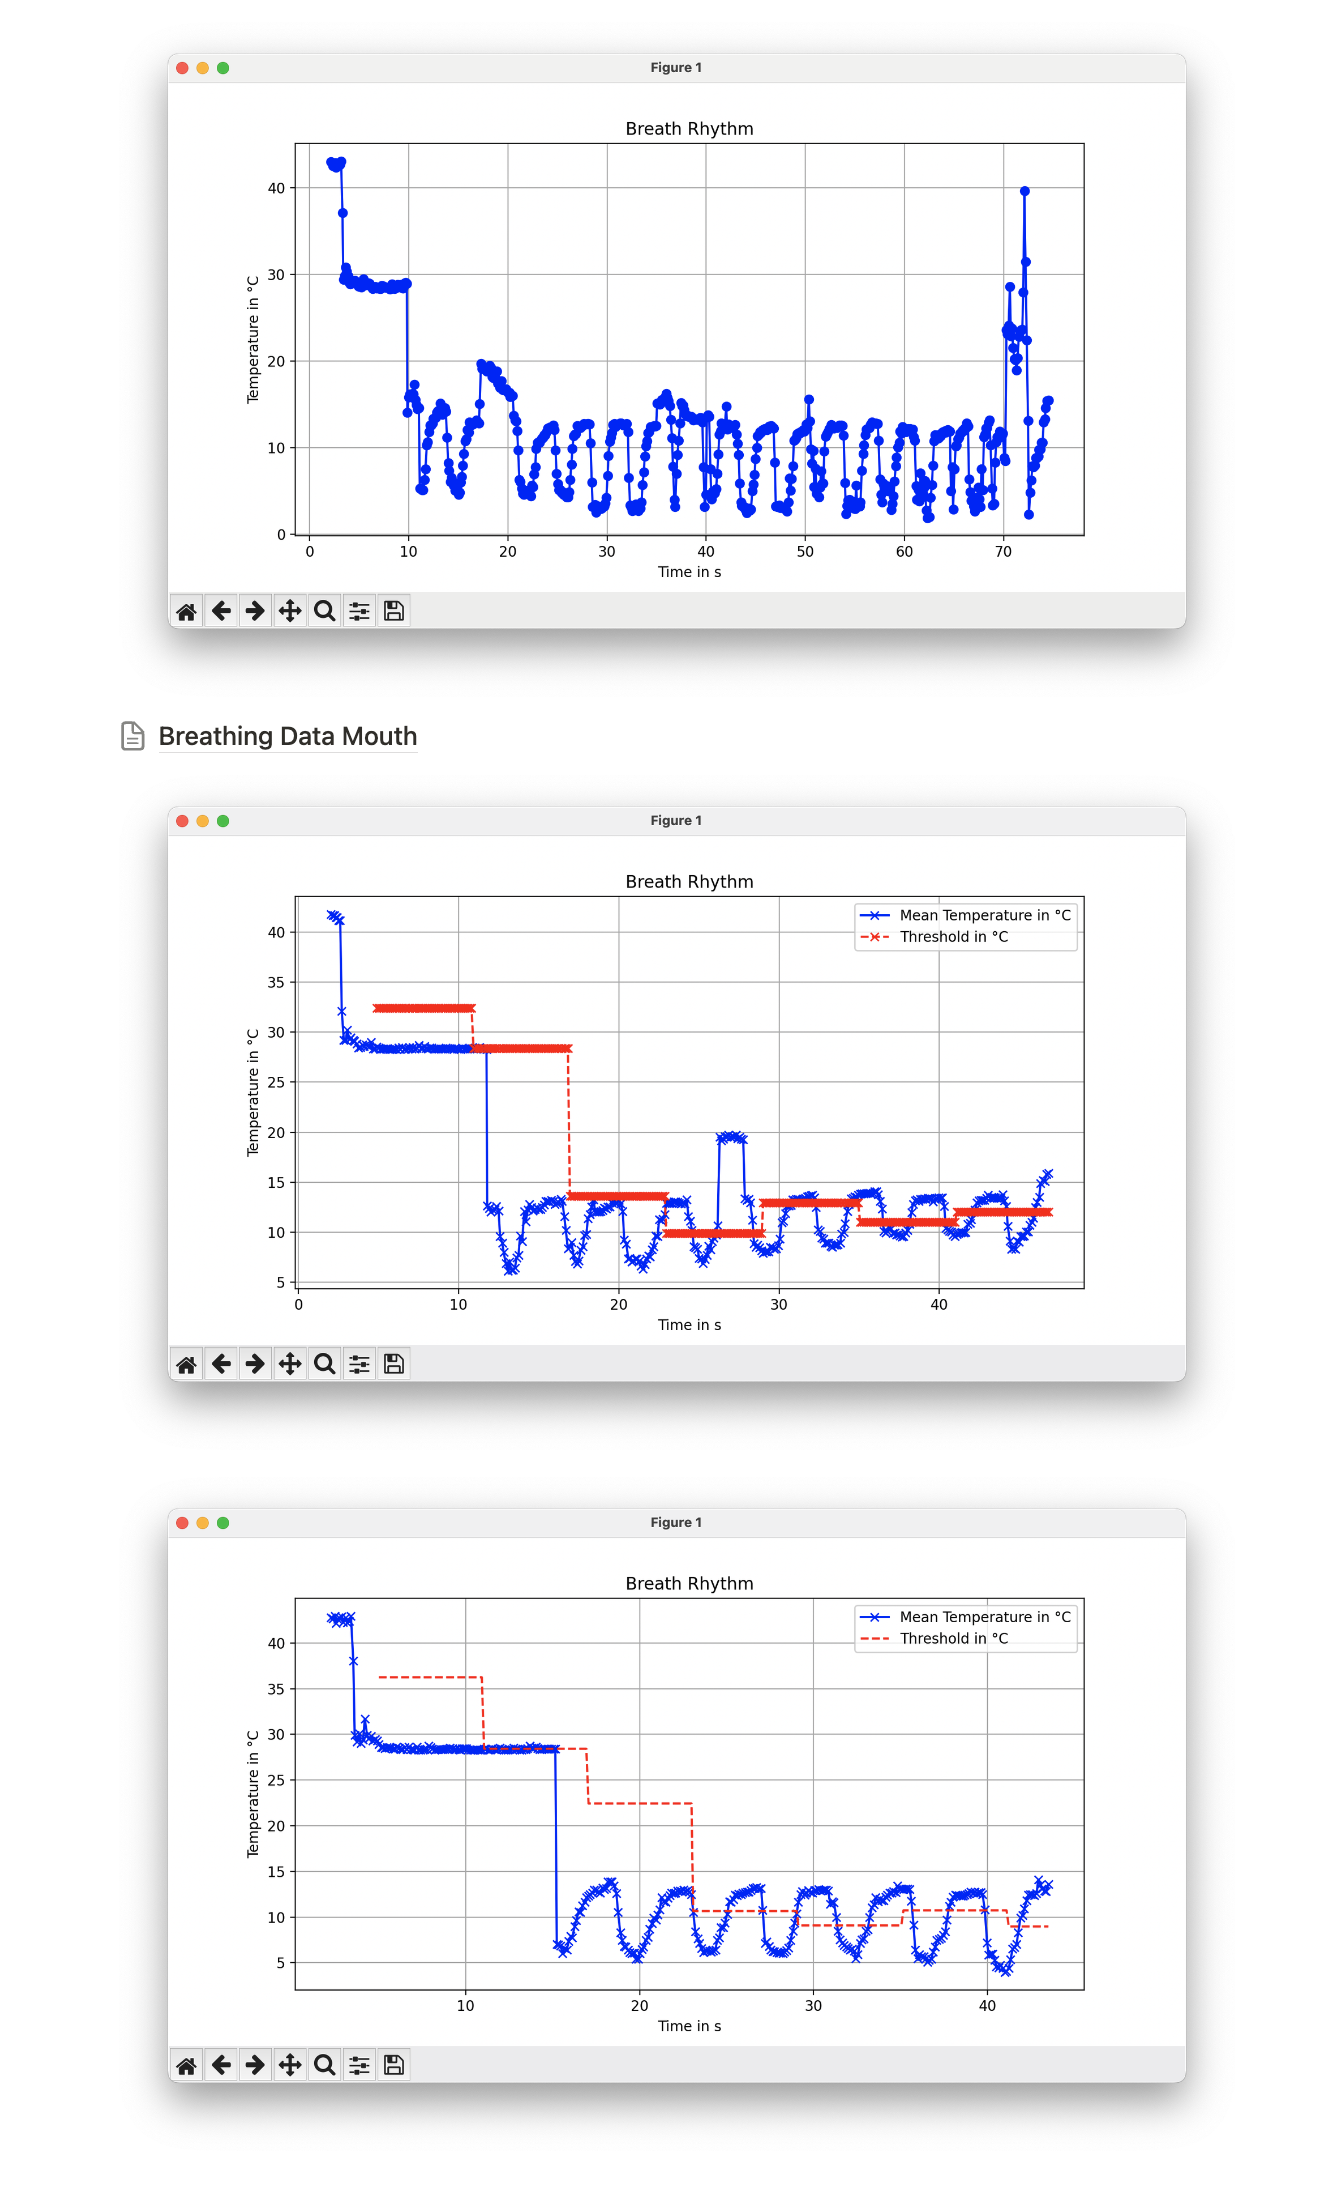 Figure 1
Breath Rhythm
40
30
20
10
0
Temperature in °C
0 10 20 30 40 50 60 70
Time in s
Breathing Data Mouth
Figure 1
Breath Rhythm
Mean Temperature in °C
Threshold in °C
40
35
30
25
20
15
10
5
Temperature in °C
0 10 20 30 40
Time in s
Figure 1
Breath Rhythm
Mean Temperature in °C
Threshold in °C
40
35
30
25
20
15
10
5
Temperature in °C
10 20 30 40
Time in s